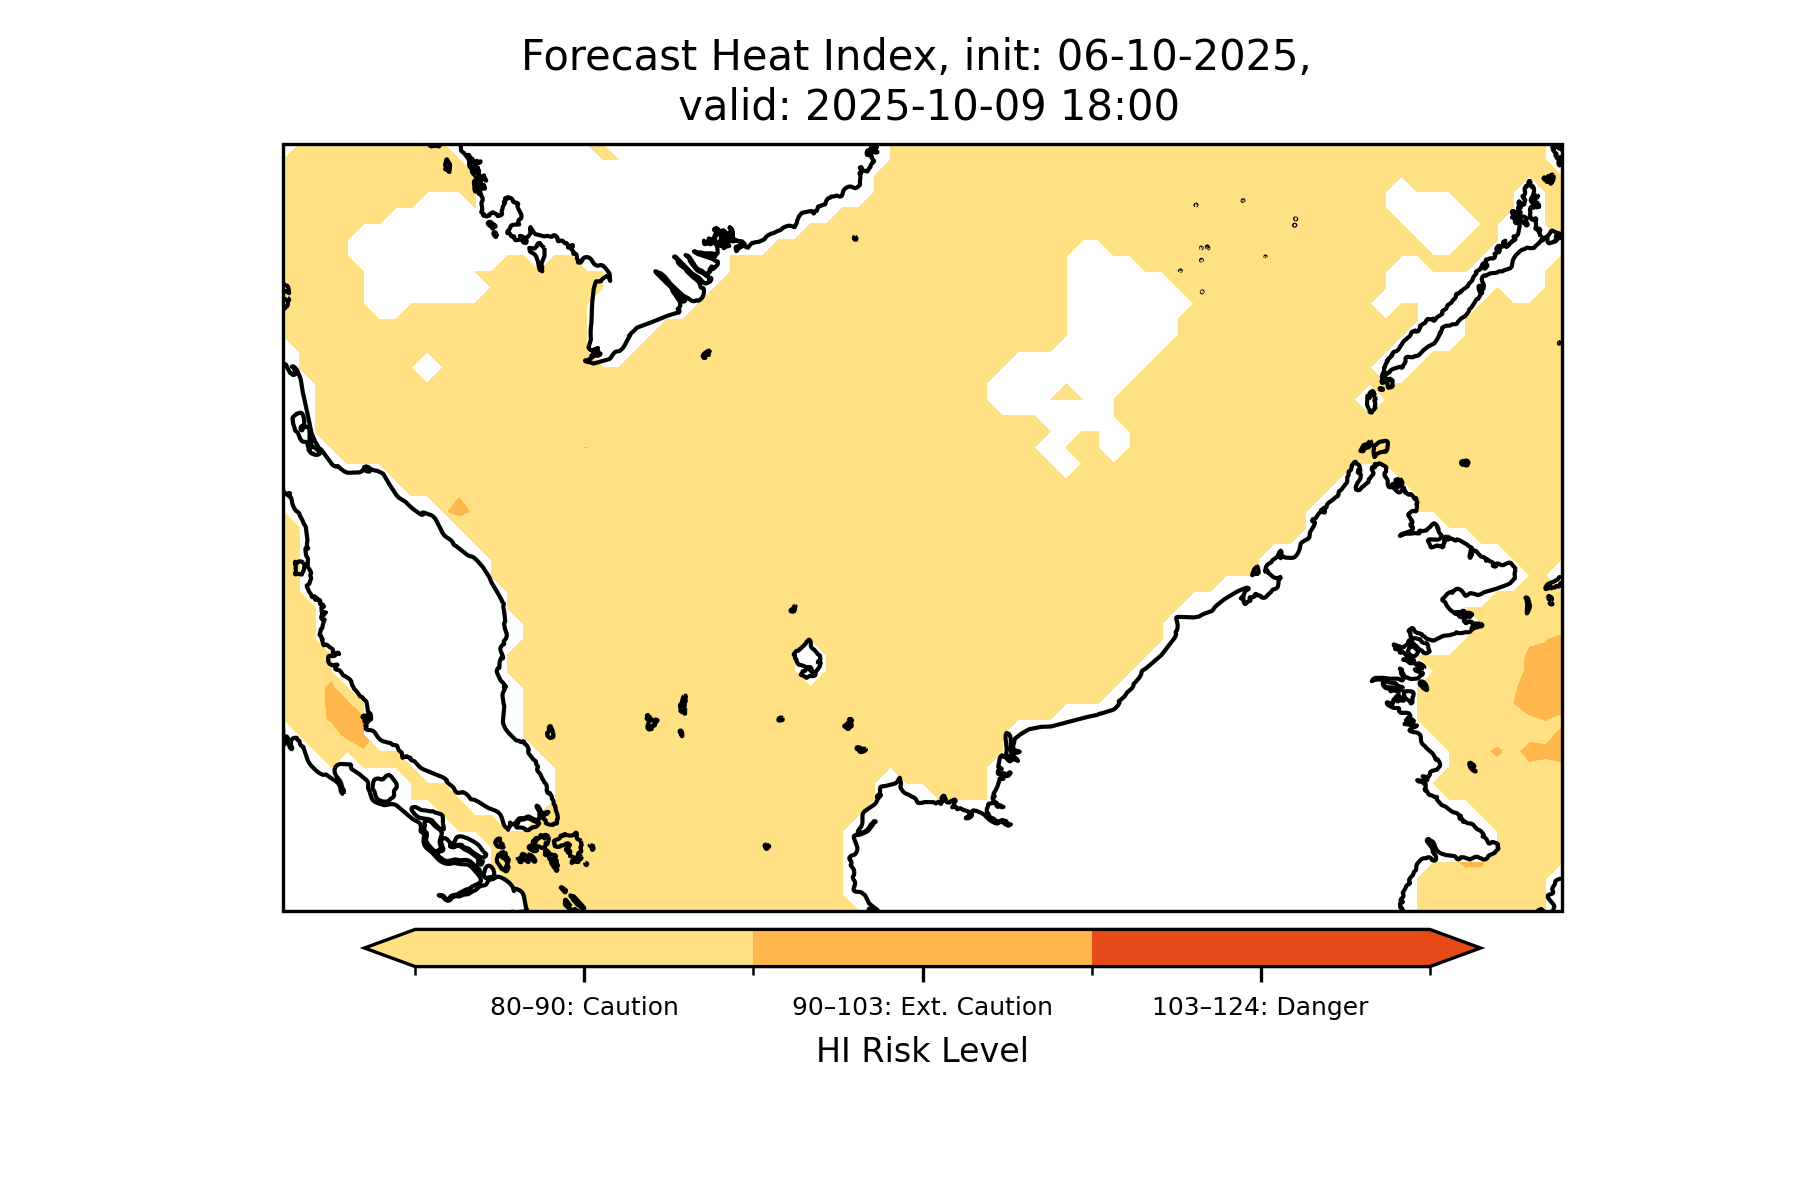 Forecast Heat Index, init: 06-10-2025,
valid: 2025-10-09 18:00
80–90: Caution
90–103: Ext. Caution
103–124: Danger
HI Risk Level